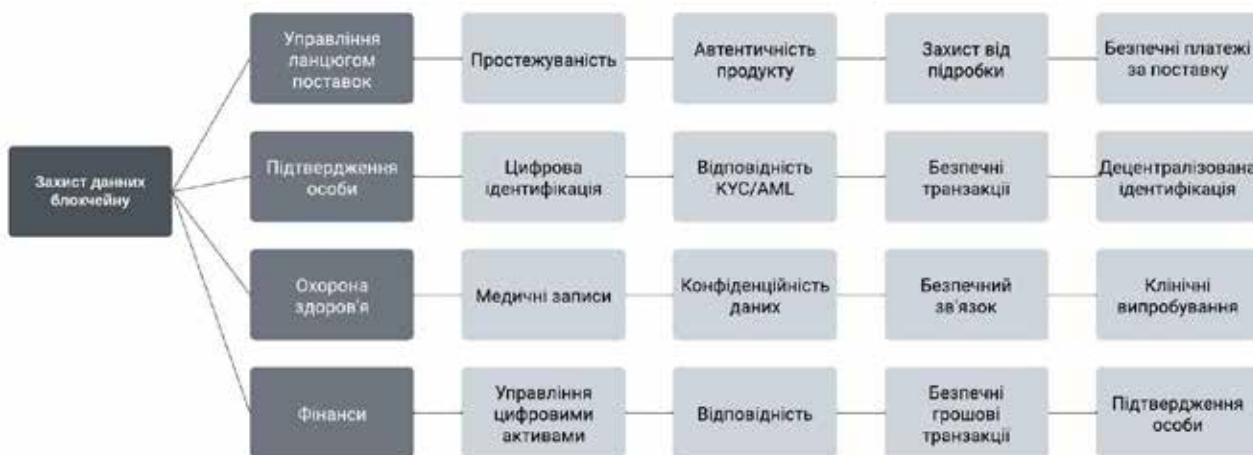 Захист данних
блокчейну
Управління
ланцюгом
поставок
Простежуваність
Автентичність
продукту
Захист від
підробки
Безпечні платежі
за поставку
Підтвердження
особи
Цифрова
ідентифікація
Відповідність
KYC/AML
Безпечні
транзакції
Децентралізована
ідентифікація
Охорона
здоров'я
Медичні записи
Конфіденційність
даних
Безпечний
зв'язок
Клінічні
випробування
Фінанси
Управління
цифровими
активами
Відповідність
Безпечні
грошові
транзакції
Підтвердження
особи